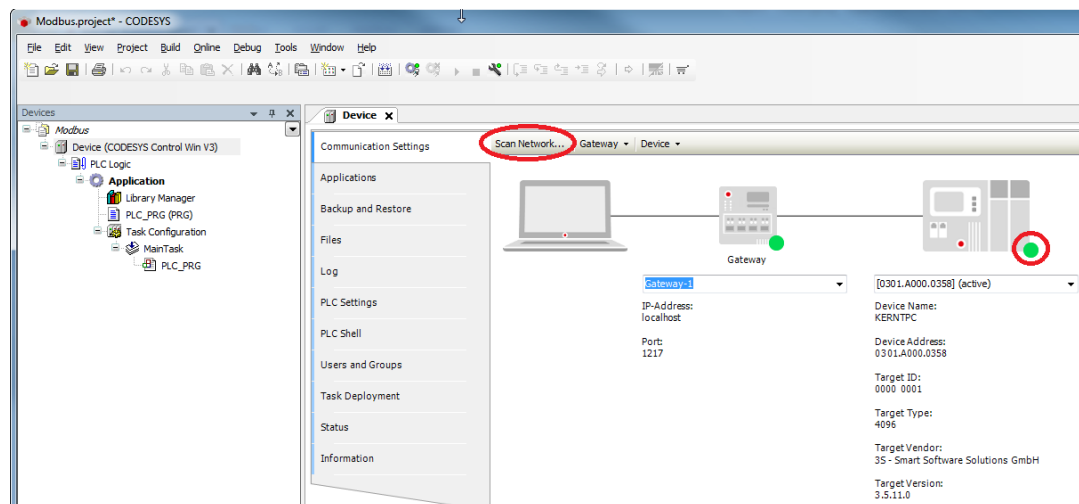 Modbus.project* - CODESYS
File Edit View Project Build Online Debug Tools Window Help
Devices
Device
Modbus
Device (CODESYS Control Win V3)
PLC Logic
Application
Library Manager
PLC_PRG (PRG)
Task Configuration
MainTask
PLC_PRG
Communication Settings
Applications
Backup and Restore
Files
Log
PLC Settings
PLC Shell
Users and Groups
Task Deployment
Status
Information
Scan Network... Gateway Device
Gateway
Gateway-1
IP-Address:
localhost
Port:
1217
[0301.A000.0358] (active)
Device Name:
KERNTPC
Device Address:
0301.A000.0358
Target ID:
0000 0001
Target Type:
4096
Target Vendor:
3S - Smart Software Solutions GmbH
Target Version:
3.5.11.0